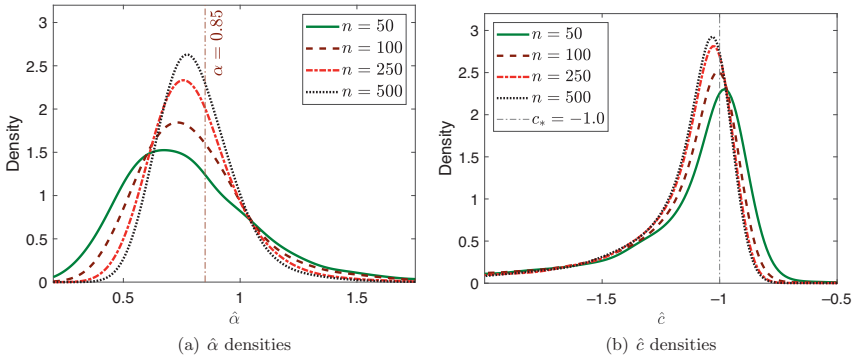 3
2.5
2
1.5
1
0.5
0
Density
0.5
1
1.5
α̂
α = 0.85
n = 50
n = 100
n = 250
n = 500
(a) α̂ densities
3
2.5
2
1.5
1
0.5
0
Density
−1.5
−1
−0.5
ĉ
n = 50
n = 100
n = 250
n = 500
c* = −1.0
(b) ĉ densities